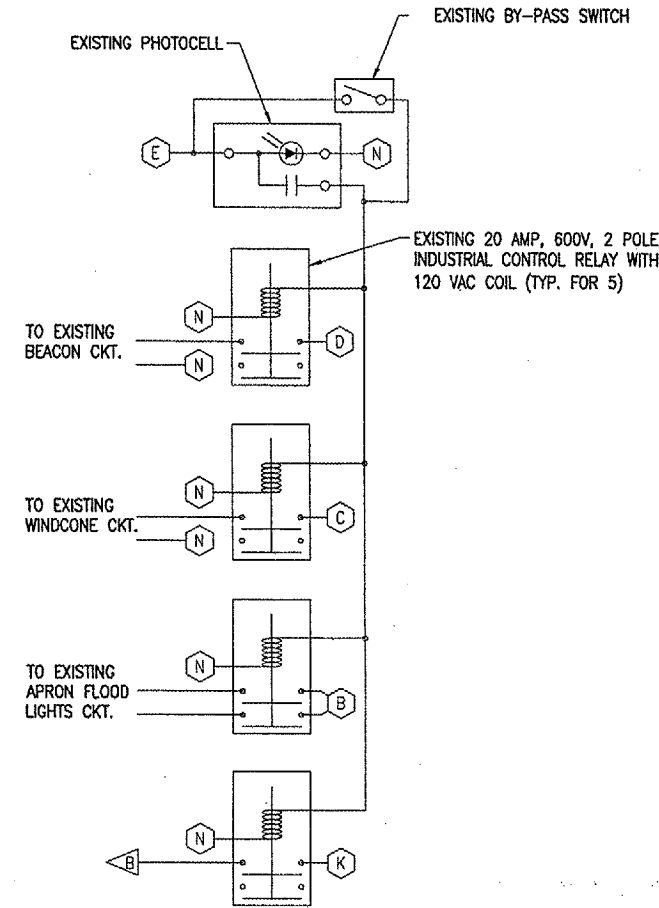 EXISTING BY-PASS SWITCH
EXISTING PHOTOCELL
E
N
EXISTING 20 AMP, 600V, 2 POLE
INDUSTRIAL CONTROL RELAY WITH
120 VAC COIL (TYP. FOR 5)
N
TO EXISTING
BEACON CKT.
D
N
N
TO EXISTING
WINDCONE CKT.
C
N
N
TO EXISTING
APRON FLOOD
LIGHTS CKT.
B
N
B
K